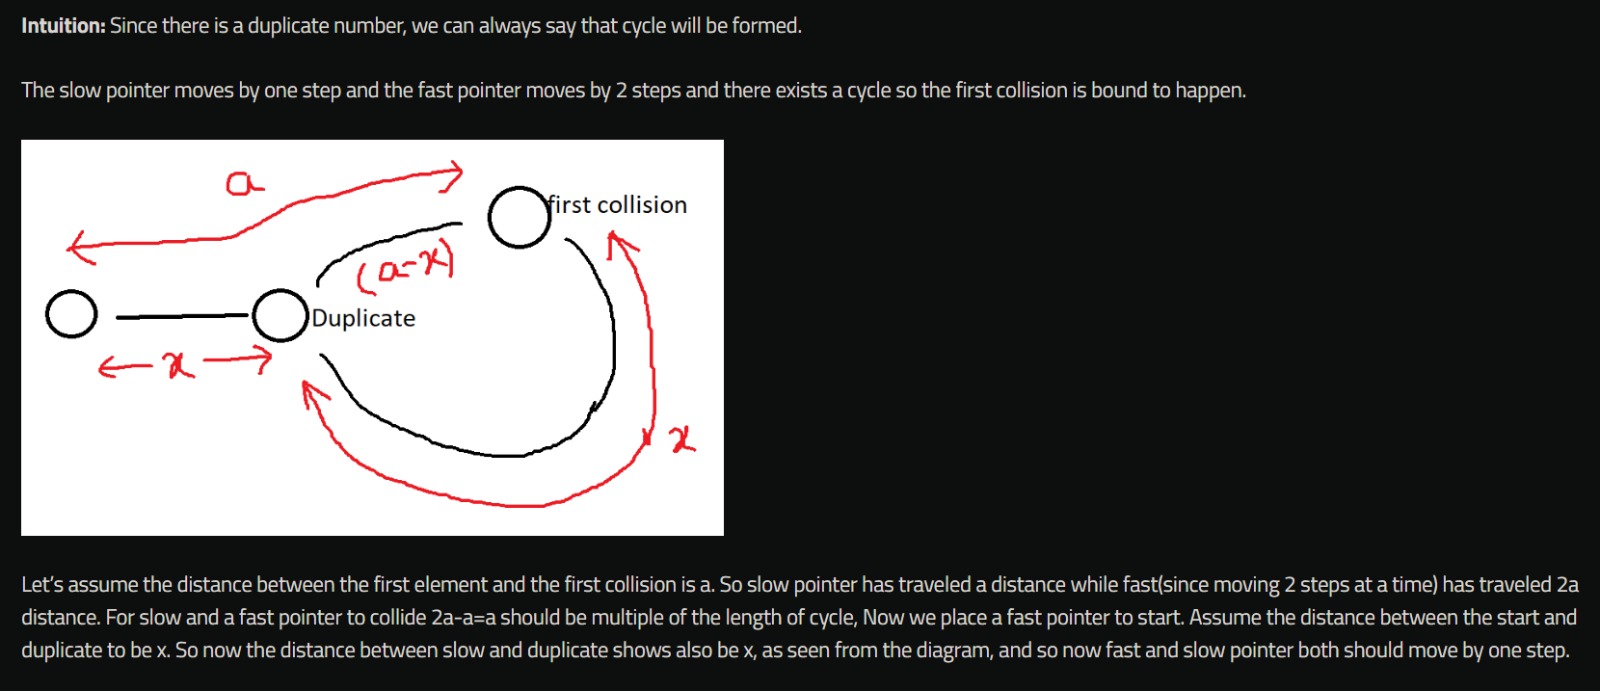 Intuition: Since there is a duplicate number, we can always say that cycle will be formed.
The slow pointer moves by one step and the fast pointer moves by 2 steps and there exists a cycle so the first collision is bound to happen.
a
first collision
(a-x)
Duplicate
x
x
Let's assume the distance between the first element and the first collision is a. So slow pointer has traveled a distance while fast(since moving 2 steps at a time) has traveled 2a
distance. For slow and a fast pointer to collide 2a-a=a should be multiple of the length of cycle, Now we place a fast pointer to start. Assume the distance between the start and
duplicate to be x. So now the distance between slow and duplicate shows also be x, as seen from the diagram, and so now fast and slow pointer both should move by one step.